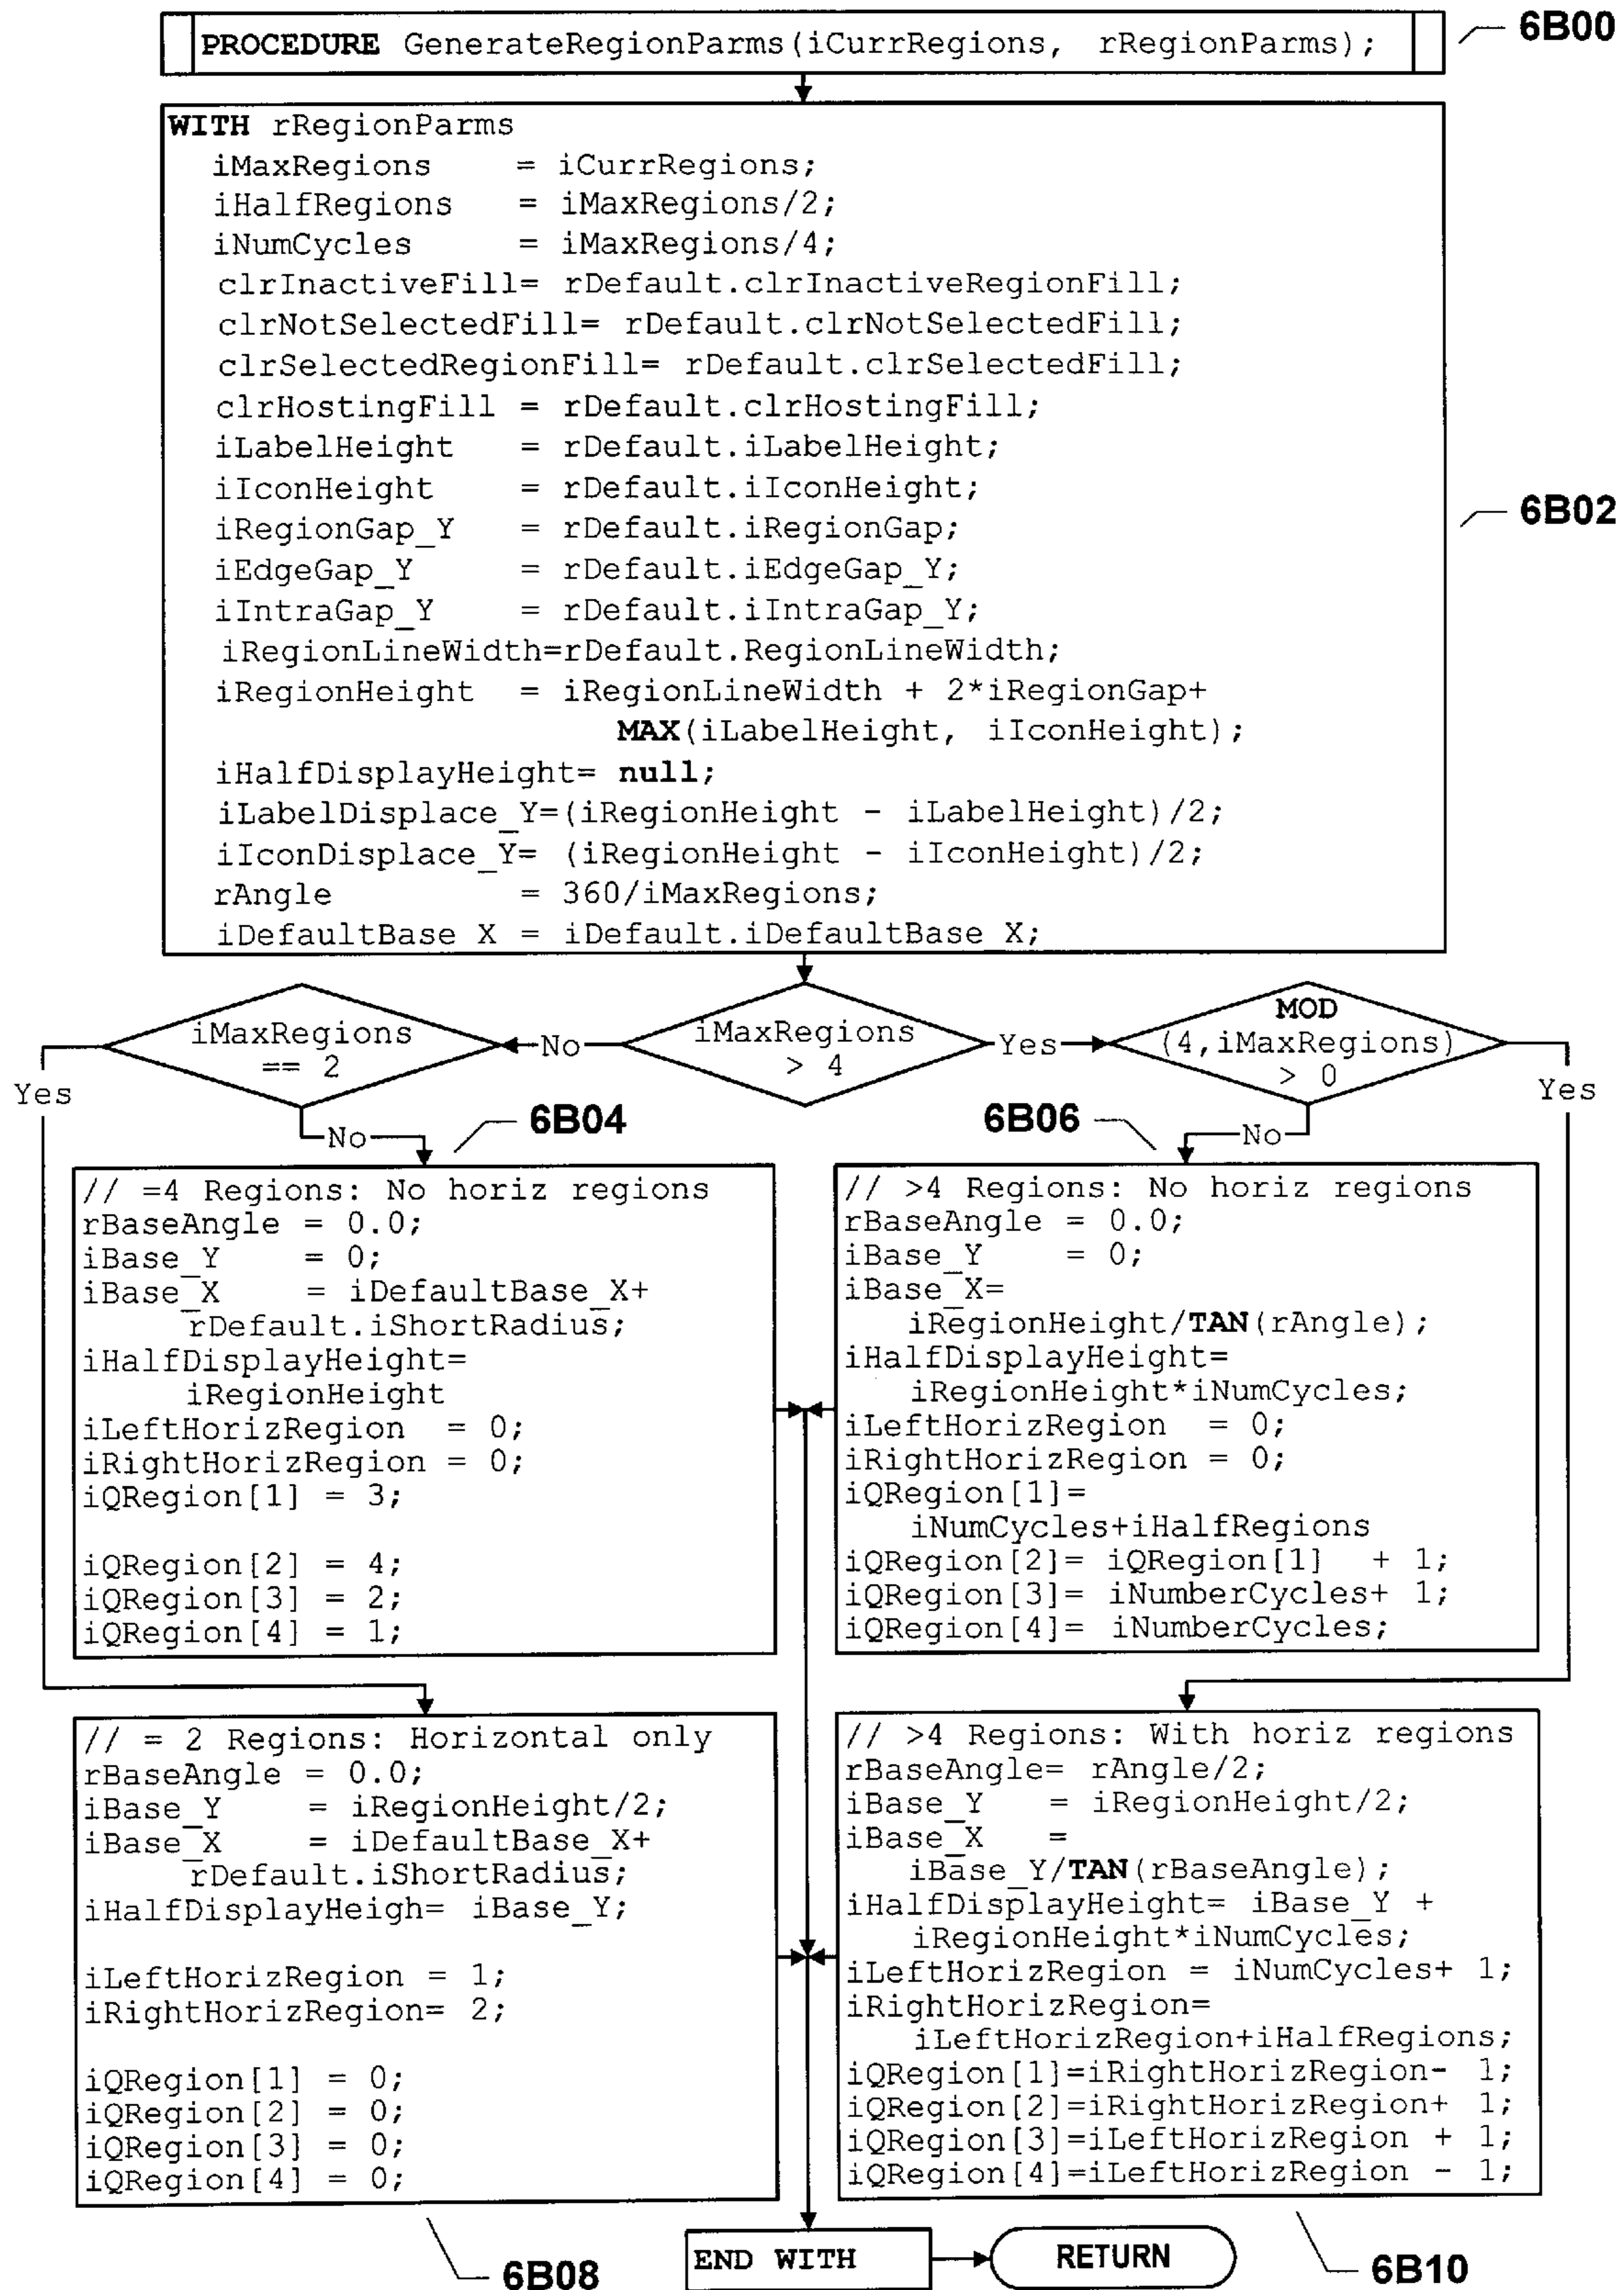 PROCEDURE GenerateRegionParms(iCurrRegions, rRegionParms);
6B00
WITH rRegionParms
iMaxRegions = iCurrRegions;
iHalfRegions = iMaxRegions/2;
iNumCycles = iMaxRegions/4;
clrInactiveFill= rDefault.clrInactiveRegionFill;
clrNotSelectedFill= rDefault.clrNotSelectedFill;
clrSelectedRegionFill= rDefault.clrSelectedFill;
clrHostingFill = rDefault.clrHostingFill;
iLabelHeight = rDefault.iLabelHeight;
iIconHeight = rDefault.iIconHeight;
iRegionGap_Y = rDefault.iRegionGap;
iEdgeGap_Y = rDefault.iEdgeGap_Y;
iIntraGap_Y = rDefault.iIntraGap_Y;
iRegionLineWidth=rDefault.RegionLineWidth;
iRegionHeight = iRegionLineWidth + 2*iRegionGap+
MAX(iLabelHeight, iIconHeight);
iHalfDisplayHeight= null;
iLabelDisplace_Y=(iRegionHeight - iLabelHeight)/2;
iIconDisplace_Y= (iRegionHeight - iIconHeight)/2;
rAngle = 360/iMaxRegions;
iDefaultBase_X = iDefault.iDefaultBase_X;
6B02
iMaxRegions
== 2
No
iMaxRegions
> 4
Yes
MOD
(4,iMaxRegions)
> 0
Yes
Yes
No
6B04
6B06
No
// =4 Regions: No horiz regions
rBaseAngle = 0.0;
iBase_Y = 0;
iBase_X = iDefaultBase_X+
rDefault.iShortRadius;
iHalfDisplayHeight=
iRegionHeight
iLeftHorizRegion = 0;
iRightHorizRegion = 0;
iQRegion[1] = 3;
iQRegion[2] = 4;
iQRegion[3] = 2;
iQRegion[4] = 1;
// >4 Regions: No horiz regions
rBaseAngle = 0.0;
iBase_Y = 0;
iBase_X=
iRegionHeight/TAN(rAngle);
iHalfDisplayHeight=
iRegionHeight*iNumCycles;
iLeftHorizRegion = 0;
iRightHorizRegion = 0;
iQRegion[1]=
iNumCycles+iHalfRegions
iQRegion[2]= iQRegion[1] + 1;
iQRegion[3]= iNumberCycles+ 1;
iQRegion[4]= iNumberCycles;
// = 2 Regions: Horizontal only
rBaseAngle = 0.0;
iBase_Y = iRegionHeight/2;
iBase_X = iDefaultBase_X+
rDefault.iShortRadius;
iHalfDisplayHeigh= iBase_Y;
iLeftHorizRegion = 1;
iRightHorizRegion= 2;
iQRegion[1] = 0;
iQRegion[2] = 0;
iQRegion[3] = 0;
iQRegion[4] = 0;
// >4 Regions: With horiz regions
rBaseAngle= rAngle/2;
iBase_Y = iRegionHeight/2;
iBase_X =
iBase_Y/TAN(rBaseAngle);
iHalfDisplayHeight= iBase_Y +
iRegionHeight*iNumCycles;
iLeftHorizRegion = iNumCycles+ 1;
iRightHorizRegion=
iLeftHorizRegion+iHalfRegions;
iQRegion[1]=iRightHorizRegion- 1;
iQRegion[2]=iRightHorizRegion+ 1;
iQRegion[3]=iLeftHorizRegion + 1;
iQRegion[4]=iLeftHorizRegion - 1;
6B08
END WITH
RETURN
6B10